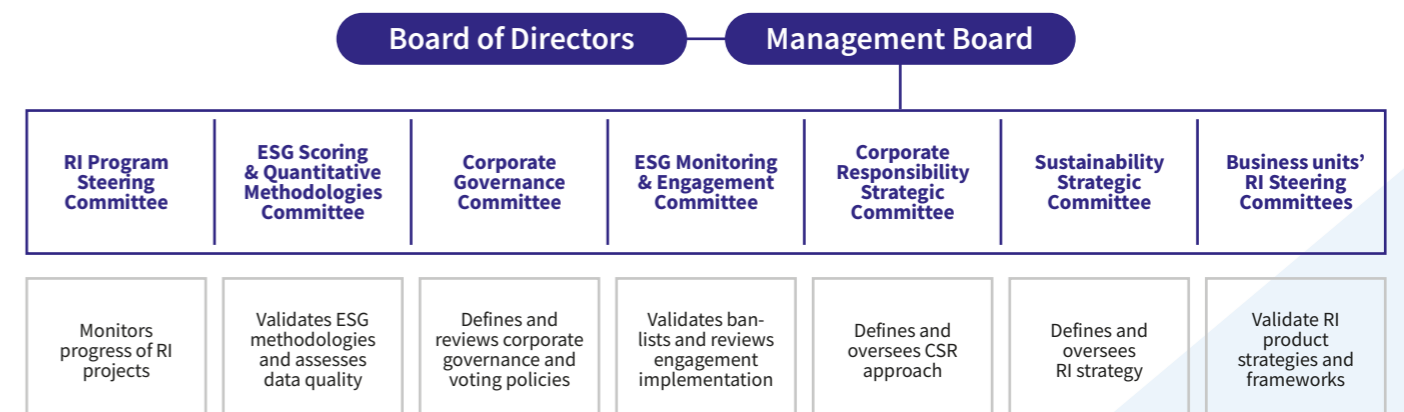 Board of Directors
Management Board
RI Program
Steering
Committee
ESG Scoring
& Quantitative
Methodologies
Committee
Corporate
Governance
Committee
ESG Monitoring
& Engagement
Committee
Corporate
Responsibility
Strategic
Committee
Sustainability
Strategic
Committee
Business units’
RI Steering
Committees
Monitors
progress of RI
projects
Validates ESG
methodologies
and assesses
data quality
Defines and
reviews corporate
governance and
voting policies
Validates ban-
lists and reviews
engagement
implementation
Defines and
oversees CSR
approach
Defines and
oversees
RI strategy
Validate RI
product
strategies and
frameworks